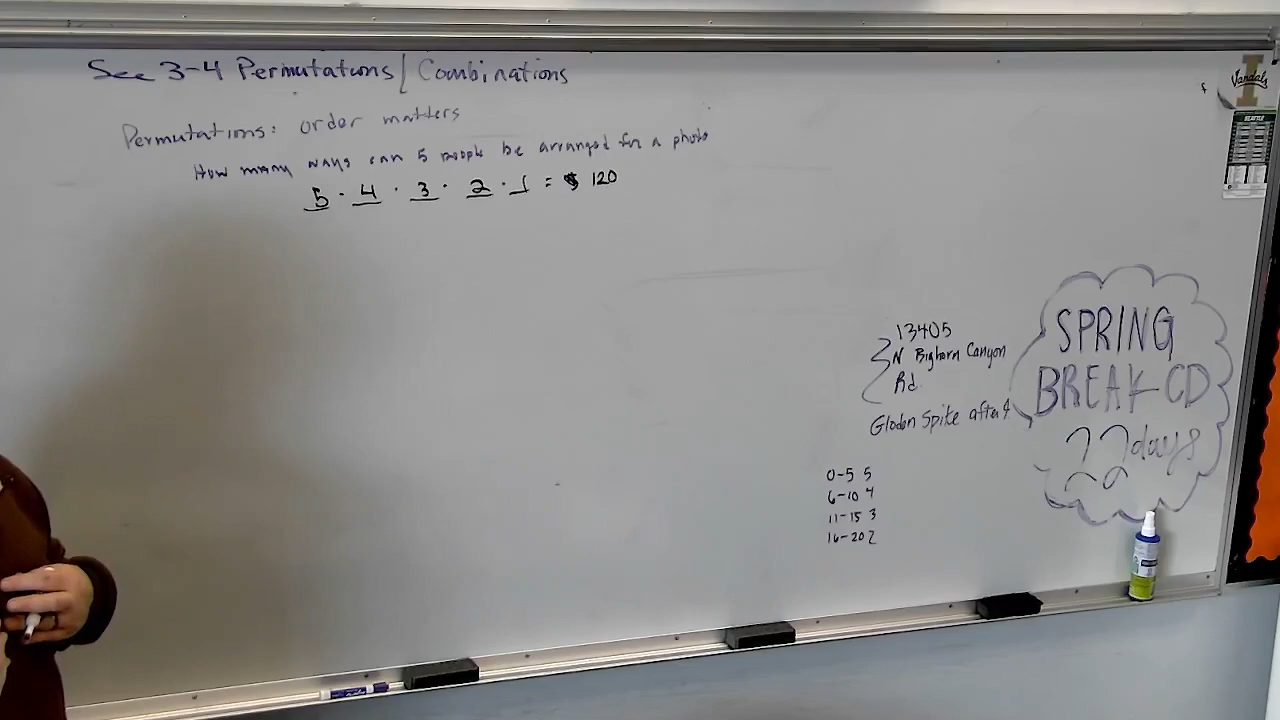 Sec 3-4 Permutations/Combinations
Permutations: order matters
How many ways can 5 people be arranged for a photo
5 · 4 · 3 · 2 · 1 = 120
Vandals
SEATTLE
13405
N Bighorn Canyon
Rd.
Glodon Spike after
SPRING
BREAK CD
22 days
0-5 5
6-10 4
11-15 3
16-20 2